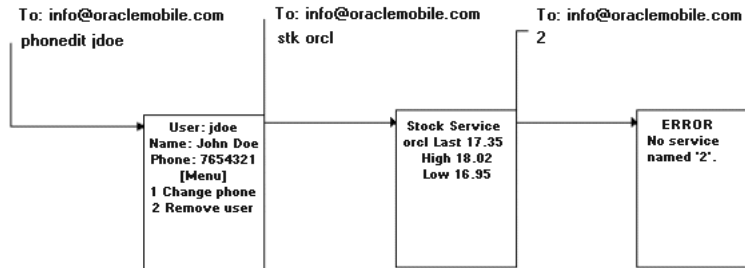 To: info@oraclemobile.com
phonedit jdoe
To: info@oraclemobile.com
stk orcl
To: info@oraclemobile.com
2
User: jdoe
Name: John Doe
Phone: 7654321
[Menu]
1 Change phone
2 Remove user
Stock Service
orcl Last 17.35
High 18.02
Low 16.95
ERROR
No service
named '2'.